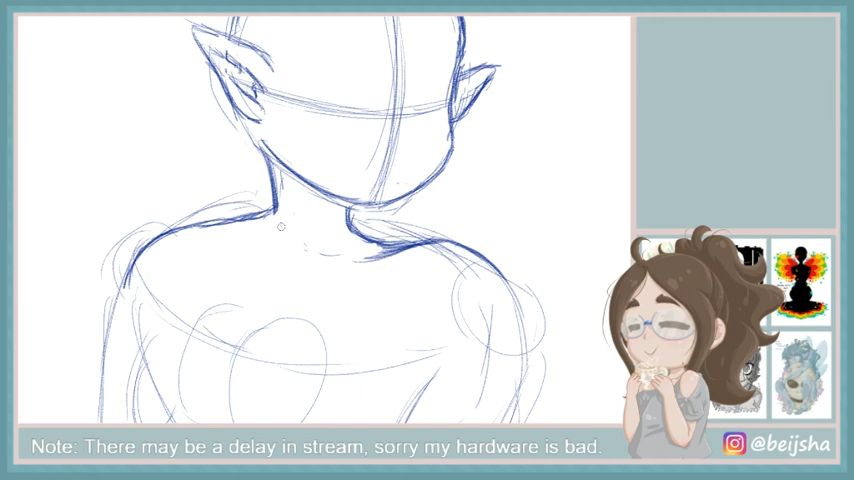 Note: There may be a delay in stream, sorry my hardware is bad.
@beijsha